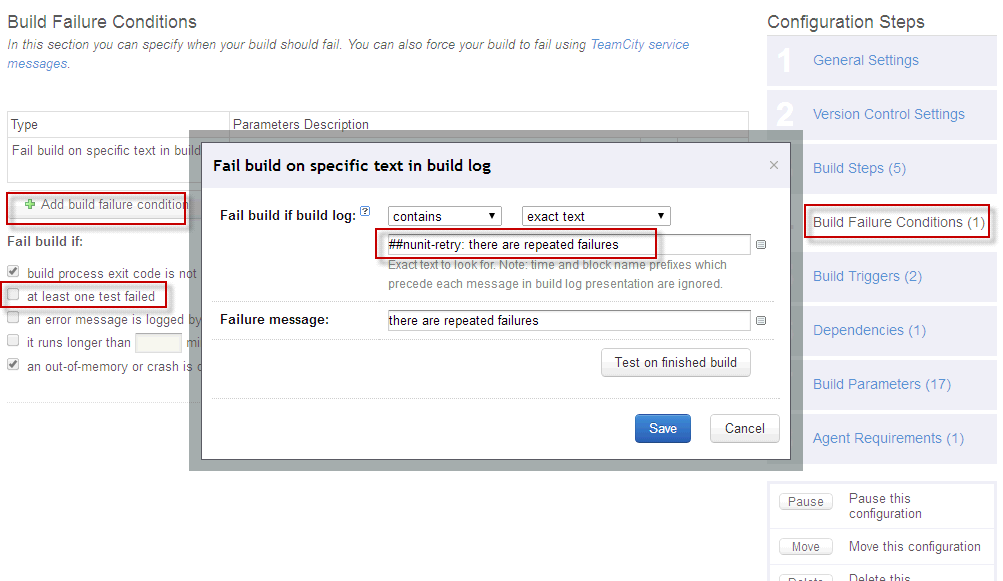 Build Failure Conditions
In this section you can specify when your build should fail. You can also force your build to fail using TeamCity service
messages.
Type
Parameters Description
Fail build on specific text in build
Add build failure condition
Fail build if:
build process exit code is not
at least one test failed
an error message is logged by
it runs longer than
an out-of-memory or crash is
Fail build on specific text in build log
×
Fail build if build log:
?
contains
exact text
##nunit-retry: there are repeated failures
Exact text to look for. Note: time and block name prefixes which
precede each message in build log presentation are ignored.
Failure message:
there are repeated failures
Test on finished build
Save
Cancel
Configuration Steps
1
General Settings
2
Version Control Settings
Build Steps (5)
Build Failure Conditions (1)
Build Triggers (2)
Dependencies (1)
Build Parameters (17)
Agent Requirements (1)
Pause
Pause this
configuration
Move
Move this configuration
Delete
Delete this